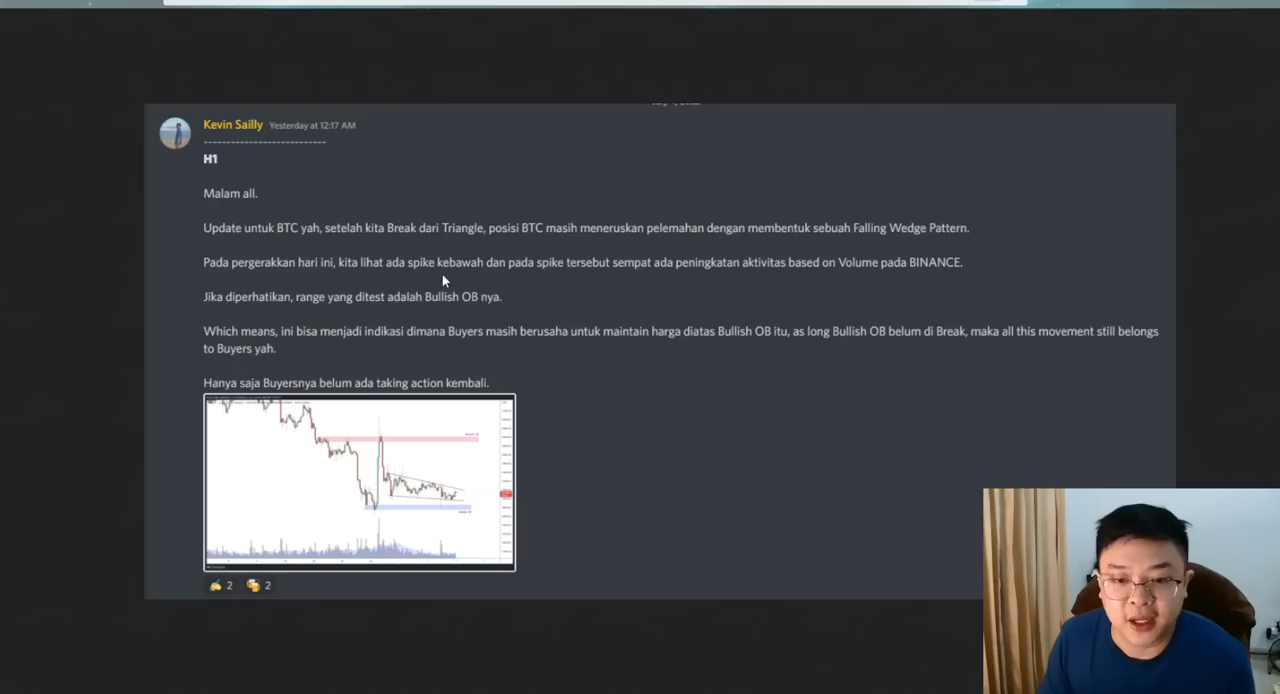 Kevin Sailly Yesterday at 12:17 AM
---------------------------
H1
Malam all.
Update untuk BTC yah, setelah kita Break dari Triangle, posisi BTC masih meneruskan pelemahan dengan membentuk sebuah Falling Wedge Pattern.
Pada pergerakkan hari ini, kita lihat ada spike kebawah dan pada spike tersebut sempat ada peningkatan aktivitas based on Volume pada BINANCE.
Jika diperhatikan, range yang ditest adalah Bullish OB nya.
Which means, ini bisa menjadi indikasi dimana Buyers masih berusaha untuk maintain harga diatas Bullish OB itu, as long Bullish OB belum di Break, maka all this movement still belongs
to Buyers yah.
Hanya saja Buyersnya belum ada taking action kembali.
2 2